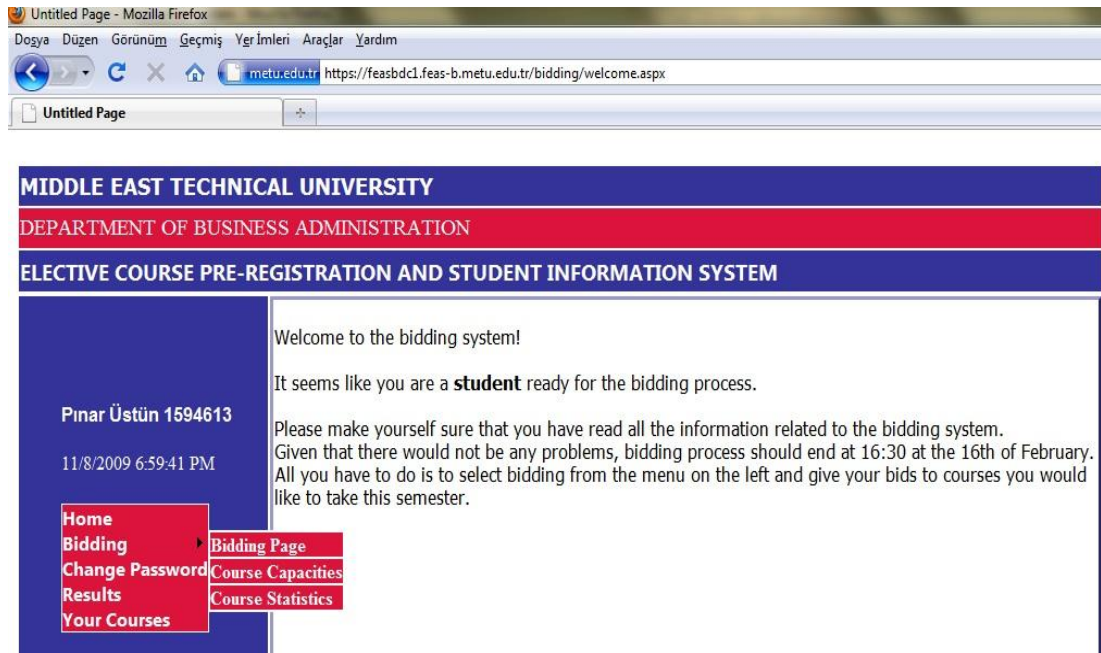 Untitled Page - Mozilla Firefox
Dosya Düzen Görünüm Geçmiş Yer İmleri Araçlar Yardım
metu.edu.tr https://feasbdc1.feas-b.metu.edu.tr/bidding/welcome.aspx
Untitled Page
MIDDLE EAST TECHNICAL UNIVERSITY
DEPARTMENT OF BUSINESS ADMINISTRATION
ELECTIVE COURSE PRE-REGISTRATION AND STUDENT INFORMATION SYSTEM
Pınar Üstün 1594613
11/8/2009 6:59:41 PM
Home
Bidding
Change Password
Results
Your Courses
Bidding Page
Course Capacities
Course Statistics
Welcome to the bidding system!
It seems like you are a student ready for the bidding process.
Please make yourself sure that you have read all the information related to the bidding system.
Given that there would not be any problems, bidding process should end at 16:30 at the 16th of February.
All you have to do is to select bidding from the menu on the left and give your bids to courses you would
like to take this semester.